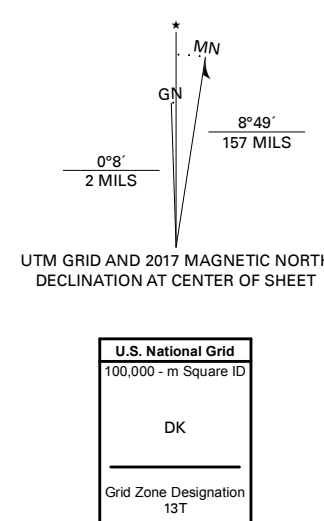 ★
MN
GN
8°49´
157 MILS
0°8´
2 MILS
UTM GRID AND 2017 MAGNETIC NORTH
DECLINATION AT CENTER OF SHEET
U.S. National Grid
100,000 - m Square ID
DK
Grid Zone Designation
13T